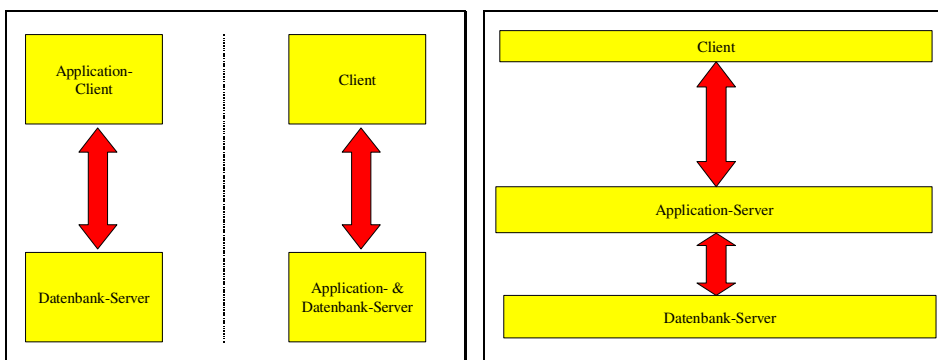 Application-
Client
Client
Datenbank-Server
Application- &
Datenbank-Server
Client
Application-Server
Datenbank-Server